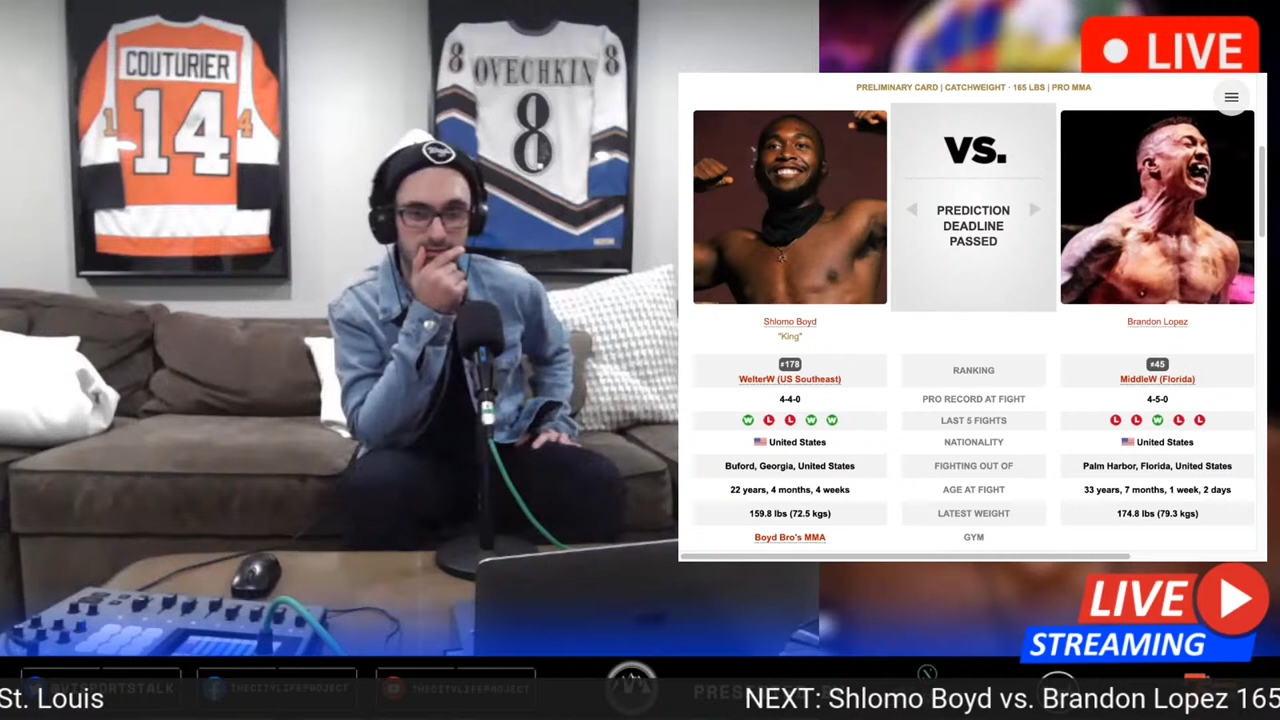 COUTURIER
14
1
4
8
OVECHKIN
8
8
LIVE
PRELIMINARY CARD | CATCHWEIGHT · 165 LBS | PRO MMA
VS.
PREDICTION
DEADLINE
PASSED
Shlomo Boyd
"King"
Brandon Lopez
#178
WelterW (US Southeast)
RANKING
#45
MiddleW (Florida)
4-4-0
PRO RECORD AT FIGHT
4-5-0
W L L W W
LAST 5 FIGHTS
L L W L L
United States
NATIONALITY
United States
Buford, Georgia, United States
FIGHTING OUT OF
Palm Harbor, Florida, United States
22 years, 4 months, 4 weeks
AGE AT FIGHT
33 years, 7 months, 1 week, 2 days
159.8 lbs (72.5 kgs)
LATEST WEIGHT
174.8 lbs (79.3 kgs)
Boyd Bro's MMA
GYM
LIVE
STREAMING
THECITYLIFEPROJECT
THECITYLIFEPROJECT
St. Louis
NEXT: Shlomo Boyd vs. Brandon Lopez 165